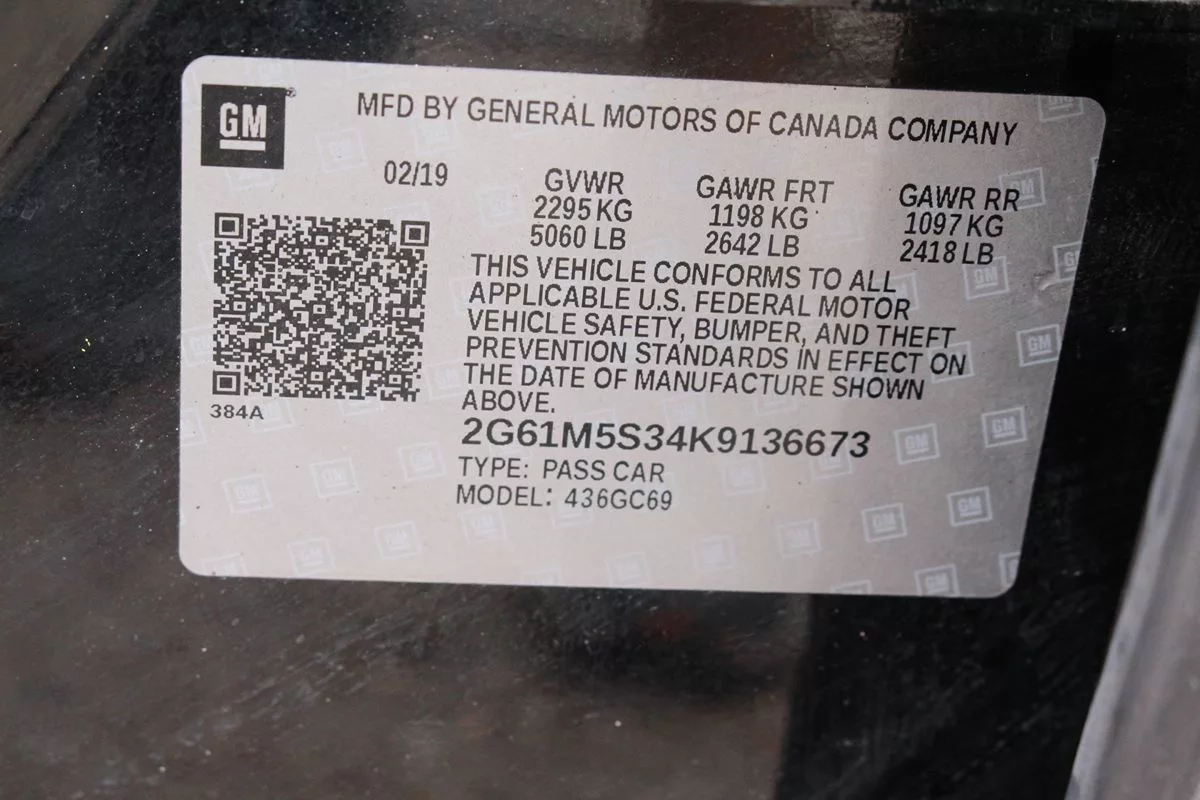 GM
MFD BY GENERAL MOTORS OF CANADA COMPANY
02/19
GVWR
2295 KG
5060 LB
GAWR FRT
1198 KG
2642 LB
GAWR RR
1097 KG
2418 LB
THIS VEHICLE CONFORMS TO ALL
APPLICABLE U.S. FEDERAL MOTOR
VEHICLE SAFETY, BUMPER, AND THEFT
PREVENTION STANDARDS IN EFFECT ON
THE DATE OF MANUFACTURE SHOWN
ABOVE.
384A
2G61M5S34K9136673
TYPE: PASS CAR
MODEL: 436GC69